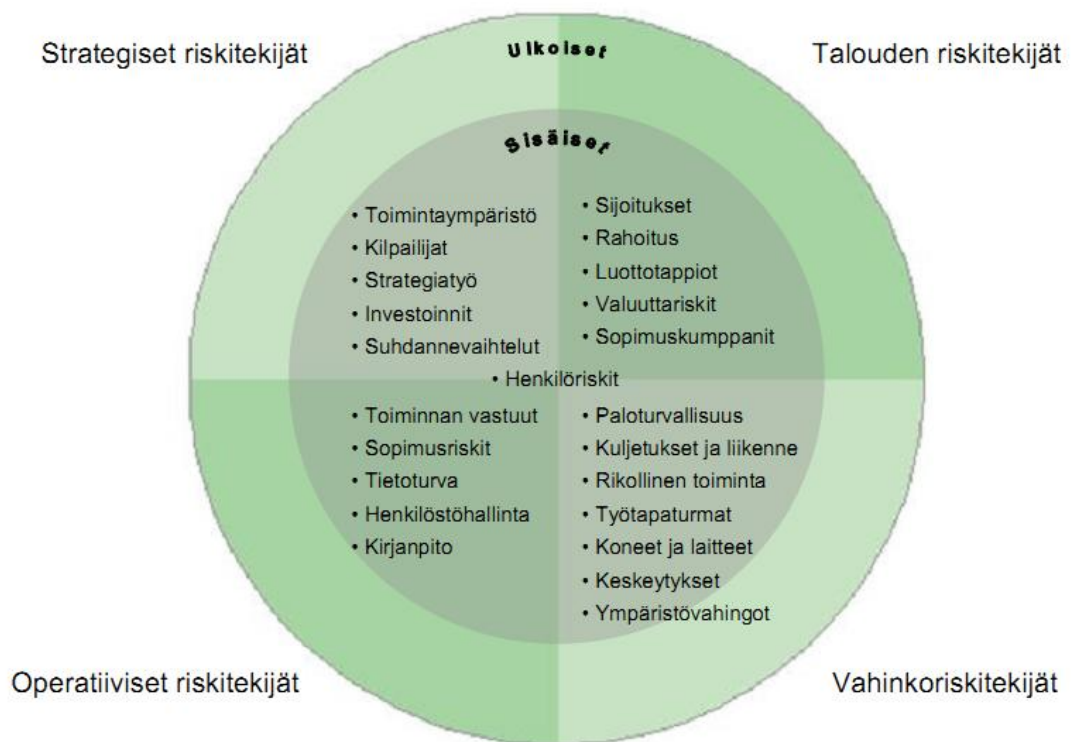 Strategiset riskitekijät
Ulkoiset
Talouden riskitekijät
Sisäiset
• Toimintaympäristö
• Kilpailijat
• Strategiatyö
• Investoinnit
• Suhdannevaihtelut
• Sijoitukset
• Rahoitus
• Luottotappiot
• Valuuttariskit
• Sopimuskumppanit
• Henkilöriskit
• Toiminnan vastuut
• Sopimusriskit
• Tietoturva
• Henkilöstöhallinta
• Kirjanpito
• Paloturvallisuus
• Kuljetukset ja liikenne
• Rikollinen toiminta
• Työtapaturmat
• Koneet ja laitteet
• Keskeytykset
• Ympäristövahingot
Operatiiviset riskitekijät
Vahinkoriskitekijät